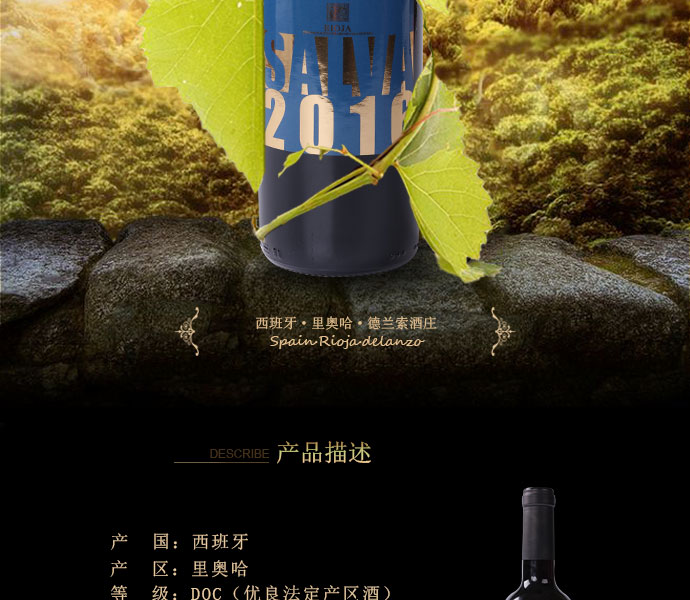 RIOJA
SALVA
2016
西班牙·里奥哈·德兰索酒庄
Spain Rioja delanzo
DESCRIBE 产品描述
产 国：西班牙
产 区：里奥哈
等 级：DOC（优良法定产区酒）